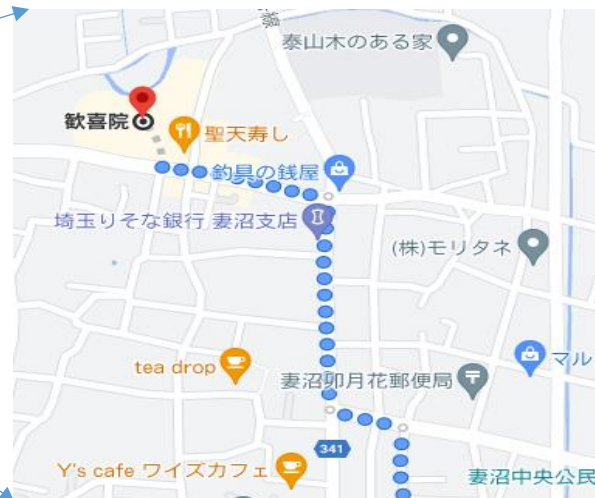 泰山木のある家
歓喜院
聖天寿し
釣具の銭屋
埼玉りそな銀行 妻沼支店
(株)モリタネ
tea drop
マル
妻沼卯月花郵便局
341
Y's cafe ワイズカフェ
妻沼中央公民